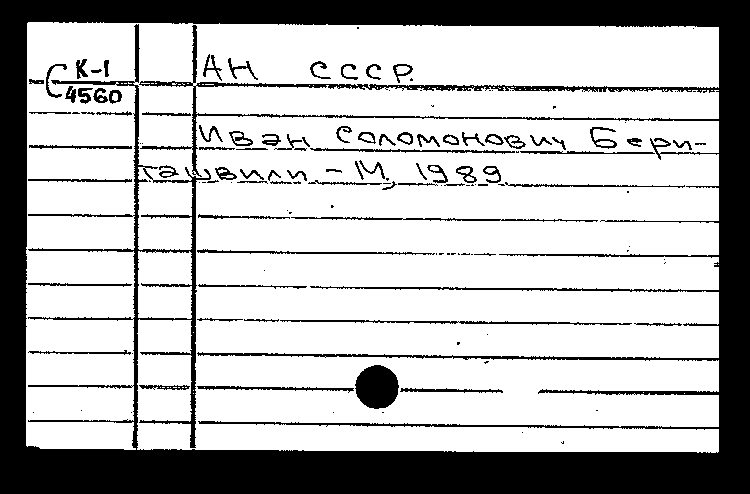 С К-1
4560
АН СССР.
Иван Соломонович Бери-
ташвили. - М, 1989.